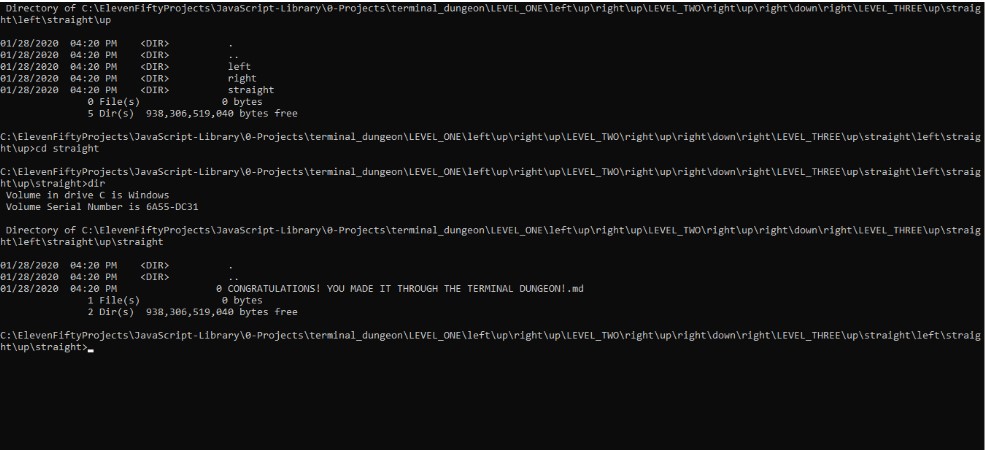 Directory of C:\ElevenFiftyProjects\JavaScript-Library\0-Projects\terminal_dungeon\LEVEL_ONE\left\up\right\up\LEVEL_TWO\right\up\right\down\right\LEVEL_THREE\up\straig
ht\left\straight\up
01/28/2020  04:20 PM    <DIR>          .
01/28/2020  04:20 PM    <DIR>          ..
01/28/2020  04:20 PM    <DIR>          left
01/28/2020  04:20 PM    <DIR>          right
01/28/2020  04:20 PM    <DIR>          straight
               0 File(s)              0 bytes
               5 Dir(s)  938,306,519,040 bytes free
C:\ElevenFiftyProjects\JavaScript-Library\0-Projects\terminal_dungeon\LEVEL_ONE\left\up\right\up\LEVEL_TWO\right\up\right\down\right\LEVEL_THREE\up\straight\left\straig
ht\up>cd straight
C:\ElevenFiftyProjects\JavaScript-Library\0-Projects\terminal_dungeon\LEVEL_ONE\left\up\right\up\LEVEL_TWO\right\up\right\down\right\LEVEL_THREE\up\straight\left\straig
ht\up\straight>dir
 Volume in drive C is Windows
 Volume Serial Number is 6A55-DC31
 Directory of C:\ElevenFiftyProjects\JavaScript-Library\0-Projects\terminal_dungeon\LEVEL_ONE\left\up\right\up\LEVEL_TWO\right\up\right\down\right\LEVEL_THREE\up\straig
ht\left\straight\up\straight
01/28/2020  04:20 PM    <DIR>          .
01/28/2020  04:20 PM    <DIR>          ..
01/28/2020  04:20 PM                 0 CONGRATULATIONS! YOU MADE IT THROUGH THE TERMINAL DUNGEON!.md
               1 File(s)              0 bytes
               2 Dir(s)  938,306,519,040 bytes free
C:\ElevenFiftyProjects\JavaScript-Library\0-Projects\terminal_dungeon\LEVEL_ONE\left\up\right\up\LEVEL_TWO\right\up\right\down\right\LEVEL_THREE\up\straight\left\straig
ht\up\straight>